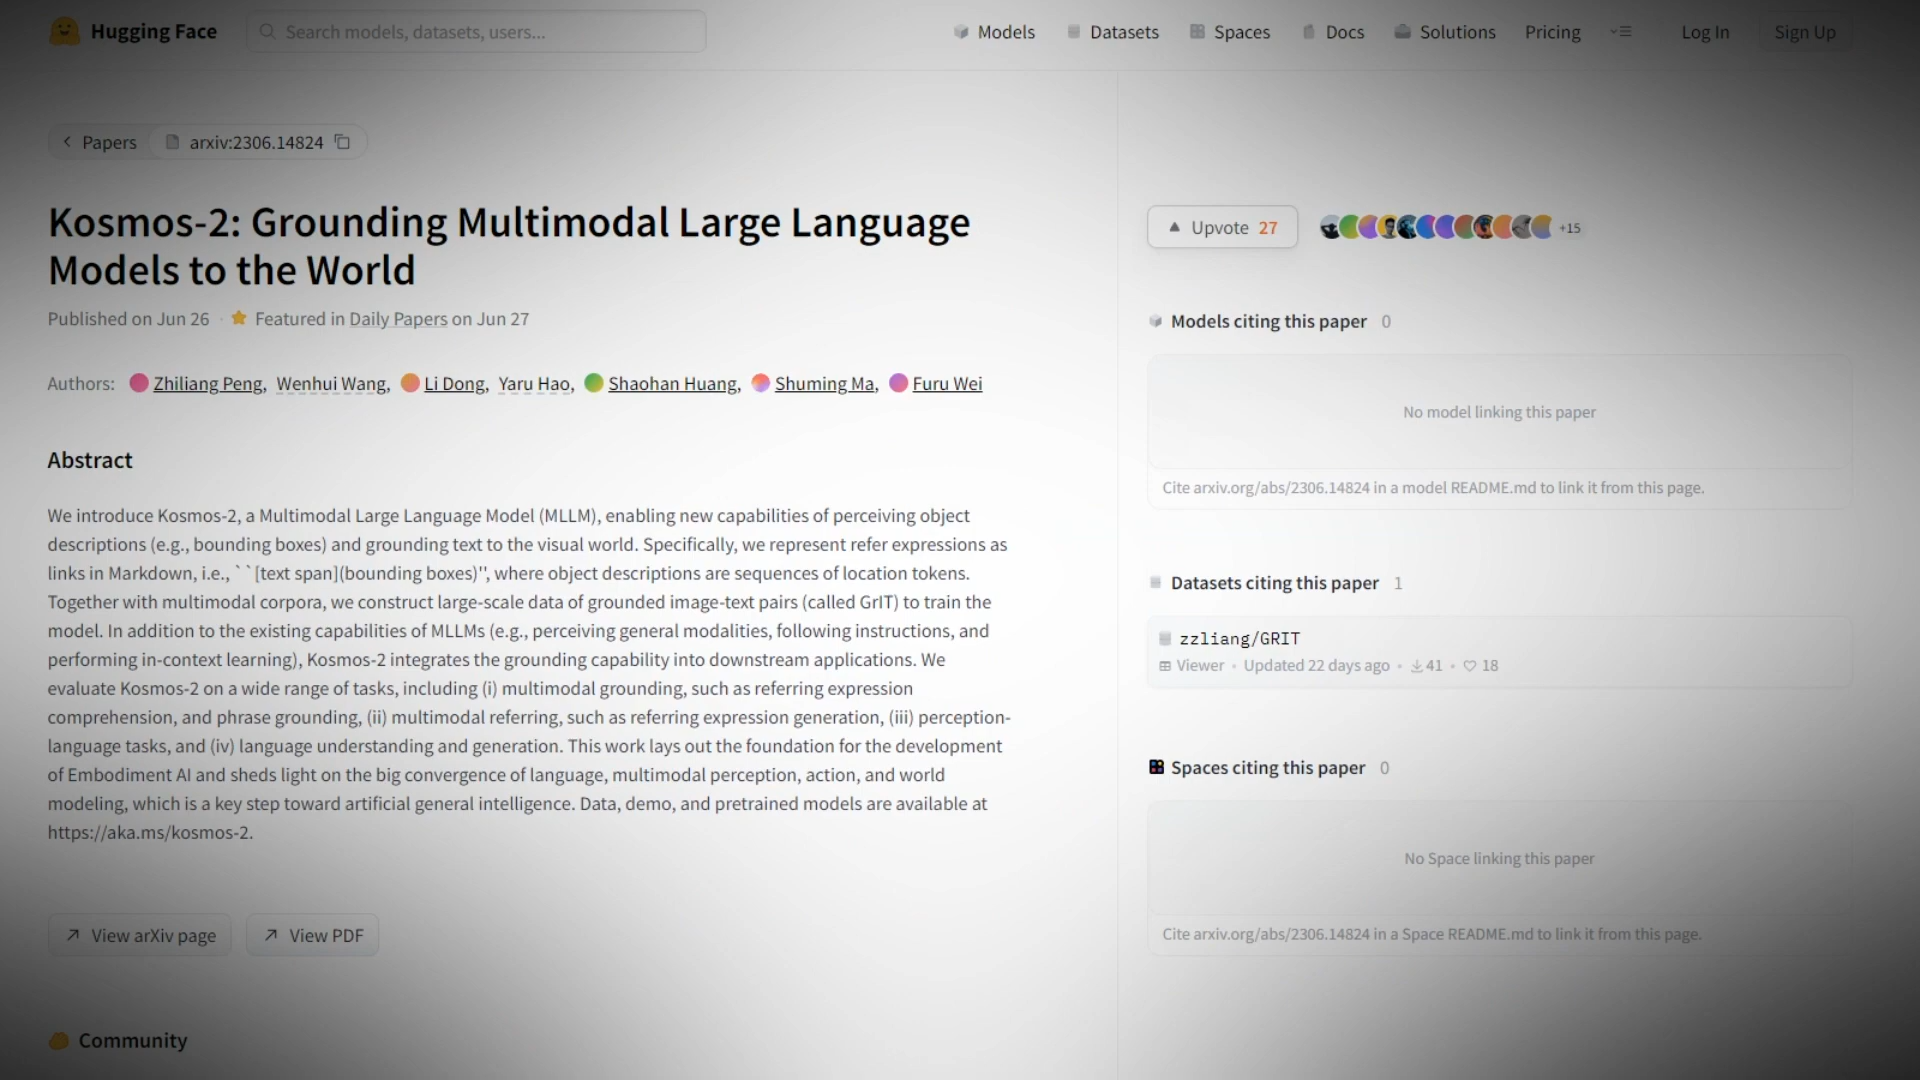 Hugging Face
Search models, datasets, users...
Models
Datasets
Spaces
Docs
Solutions
Pricing
Log In
Sign Up
Papers
arxiv:2306.14824
Kosmos-2: Grounding Multimodal Large Language
Models to the World
Published on Jun 26 · Featured in Daily Papers on Jun 27
Authors: Zhiliang Peng, Wenhui Wang, Li Dong, Yaru Hao, Shaohan Huang, Shuming Ma, Furu Wei
Abstract
We introduce Kosmos-2, a Multimodal Large Language Model (MLLM), enabling new capabilities of perceiving object
descriptions (e.g., bounding boxes) and grounding text to the visual world. Specifically, we represent refer expressions as
links in Markdown, i.e., ``[text span](bounding boxes)'', where object descriptions are sequences of location tokens.
Together with multimodal corpora, we construct large-scale data of grounded image-text pairs (called GrIT) to train the
model. In addition to the existing capabilities of MLLMs (e.g., perceiving general modalities, following instructions, and
performing in-context learning), Kosmos-2 integrates the grounding capability into downstream applications. We
evaluate Kosmos-2 on a wide range of tasks, including (i) multimodal grounding, such as referring expression
comprehension, and phrase grounding, (ii) multimodal referring, such as referring expression generation, (iii) perception-
language tasks, and (iv) language understanding and generation. This work lays out the foundation for the development
of Embodiment AI and sheds light on the big convergence of language, multimodal perception, action, and world
modeling, which is a key step toward artificial general intelligence. Data, demo, and pretrained models are available at
https://aka.ms/kosmos-2.
View arXiv page
View PDF
Community
Upvote 27
+15
Models citing this paper 0
No model linking this paper
Cite arxiv.org/abs/2306.14824 in a model README.md to link it from this page.
Datasets citing this paper 1
zzliang/GRIT
Viewer • Updated 22 days ago • 41 • 18
Spaces citing this paper 0
No Space linking this paper
Cite arxiv.org/abs/2306.14824 in a Space README.md to link it from this page.